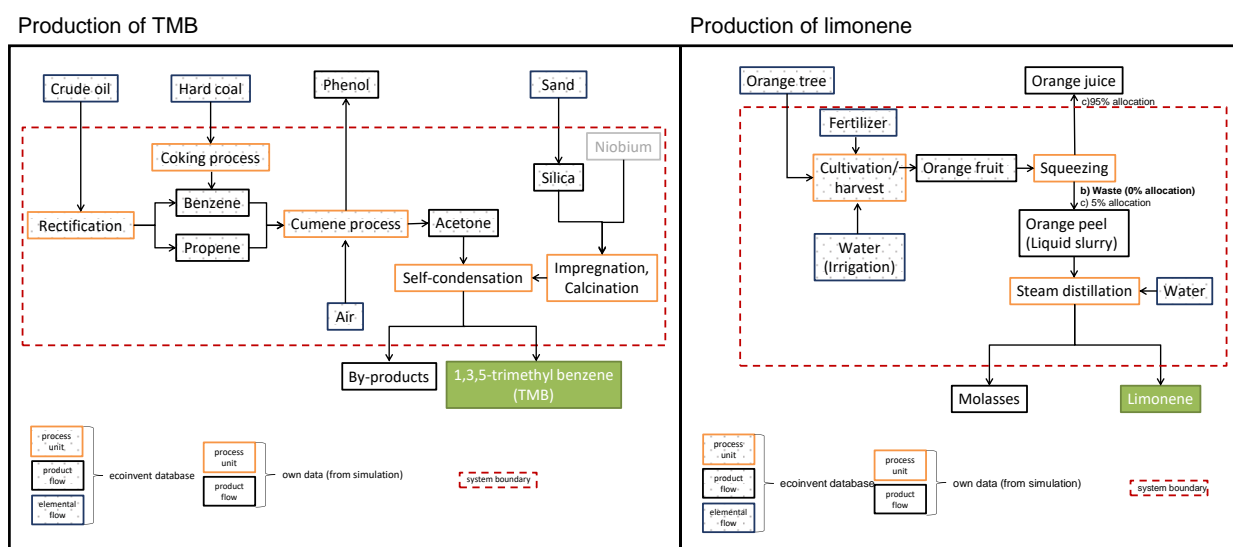 Production of TMB
Production of limonene
Crude oil
Hard coal
Phenol
Sand
Coking process
Niobium
Benzene
Silica
Rectification
Cumene process
Acetone
Propene
Self-condensation
Impregnation,
Calcination
Air
By-products
1,3,5-trimethyl benzene
(TMB)
process
unit
product
flow
elemental
flow
ecoinvent database
process
unit
product
flow
own data (from simulation)
system boundary
Orange tree
Orange juice
c)95% allocation
Fertilizer
Cultivation/
harvest
Orange fruit
Squeezing
b) Waste (0% allocation)
c) 5% allocation
Water
(Irrigation)
Orange peel
(Liquid slurry)
Steam distillation
Water
Molasses
Limonene
process
unit
product
flow
elemental
flow
ecoinvent database
process
unit
product
flow
own data (from simulation)
system boundary